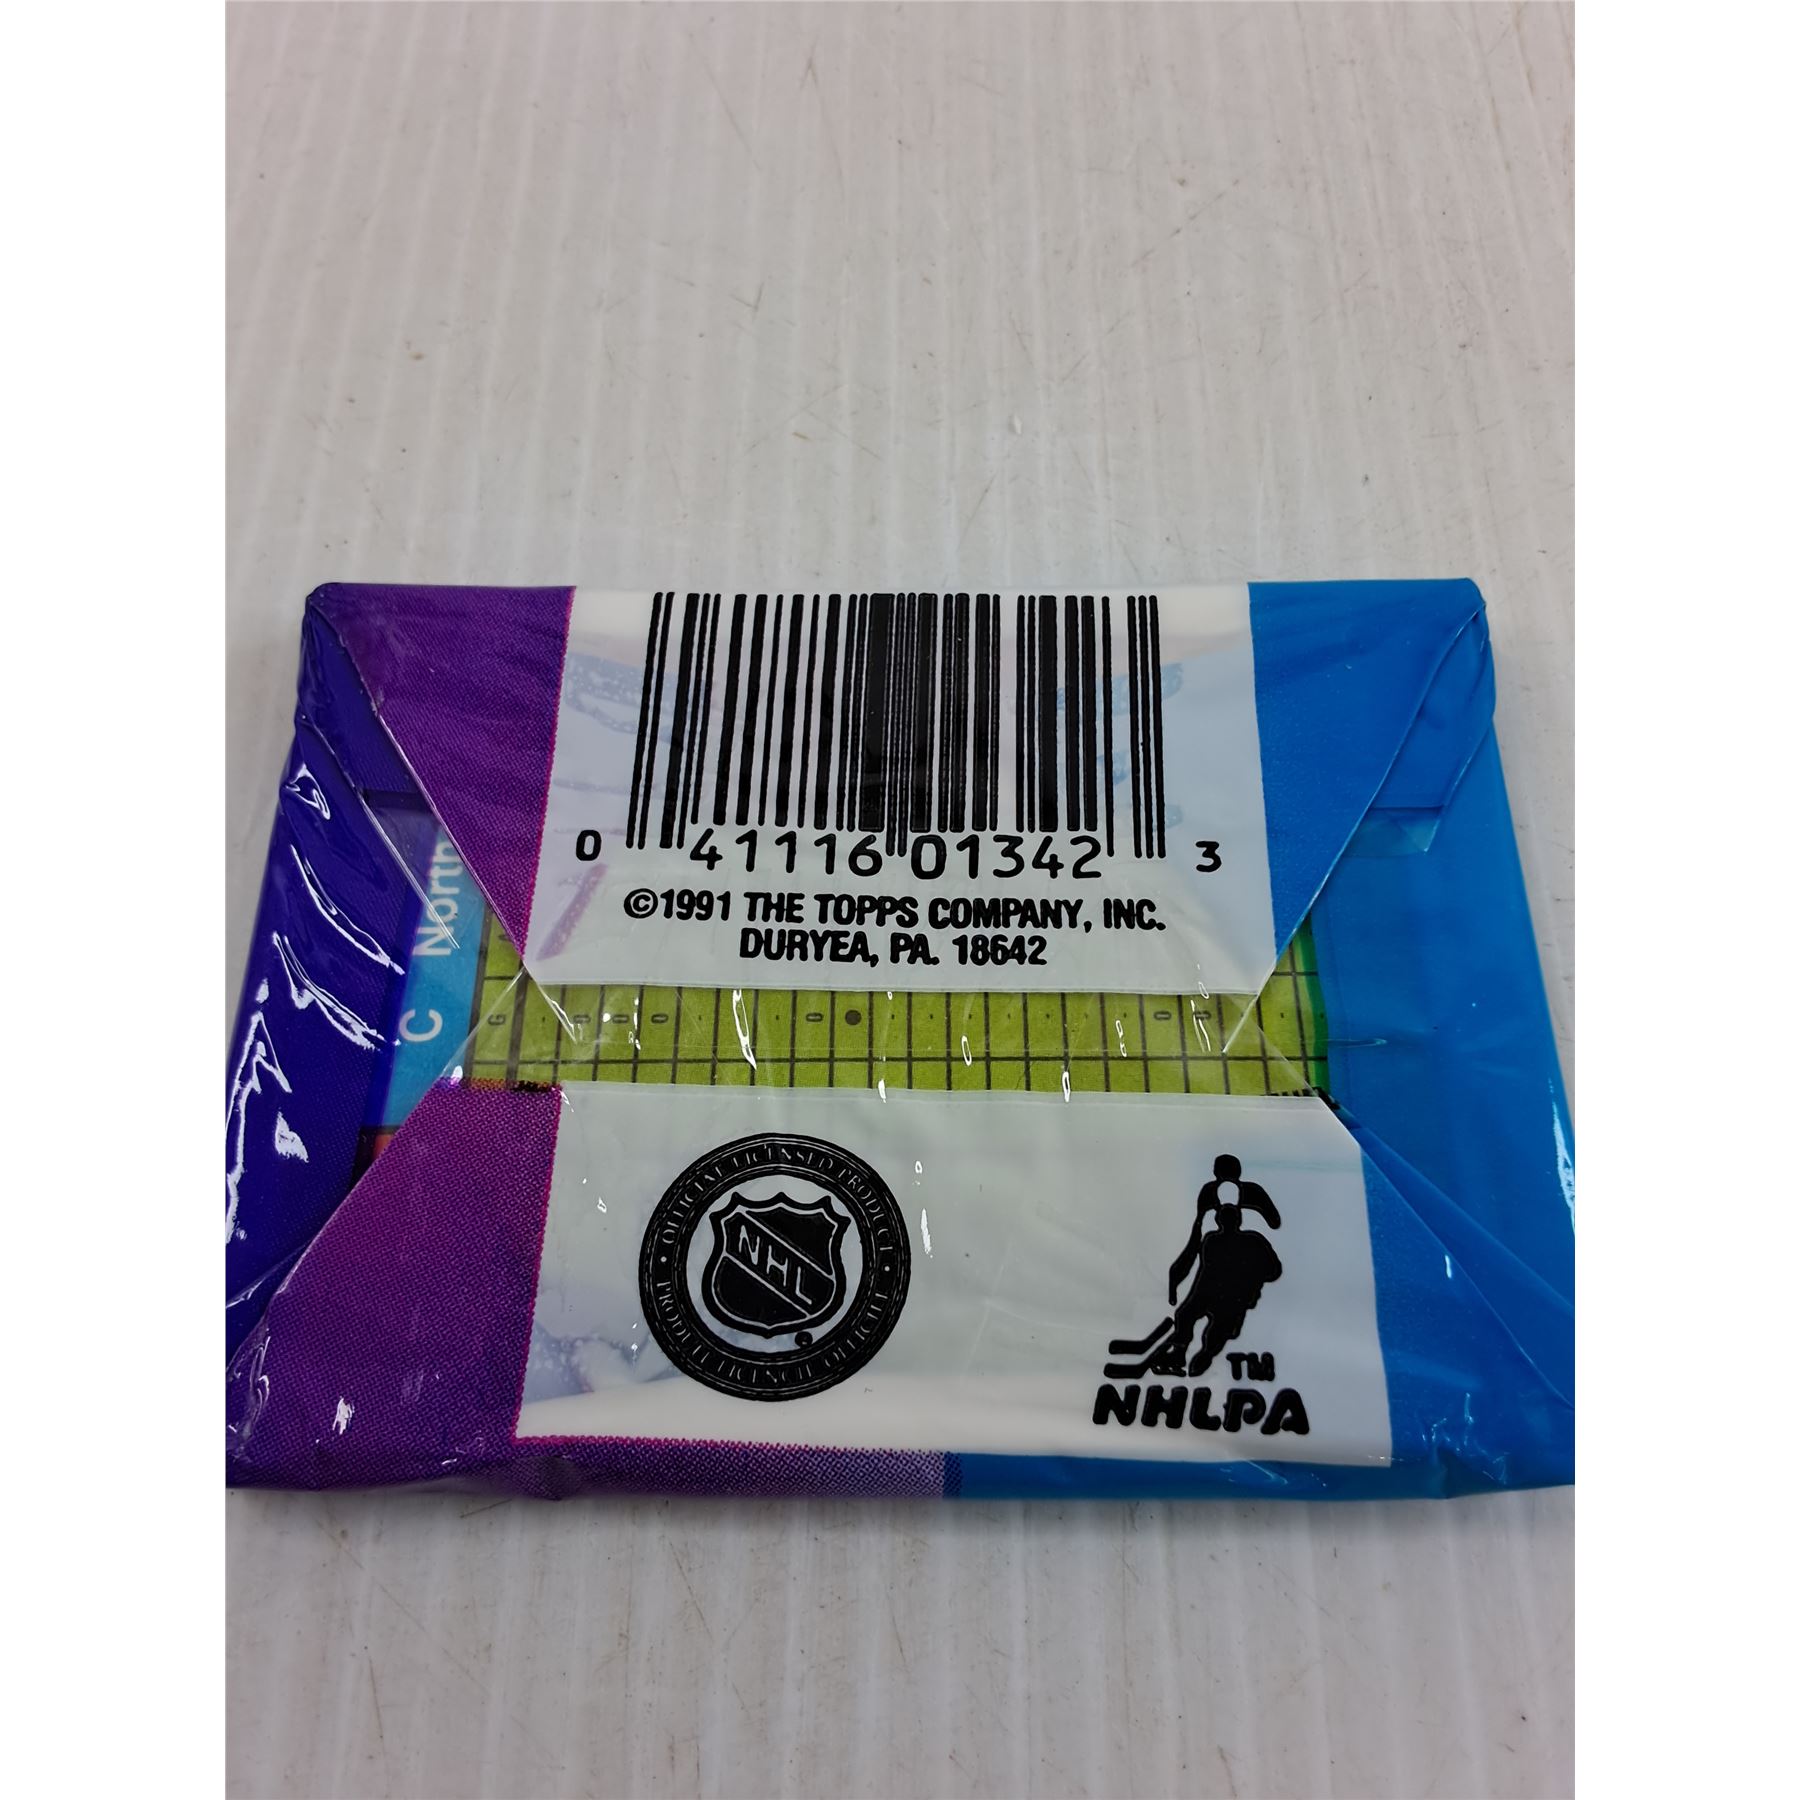 0 41116 01342 3
©1991 THE TOPPS COMPANY, INC.
DURYEA, PA. 18642
C North
OFFICIAL LICENSED PRODUCT
NHL
PRODUIT LICENCIE OFFICIEL
TM
NHLPA